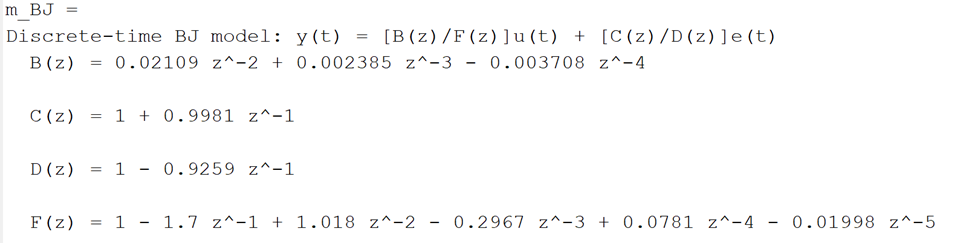 m_BJ =
Discrete-time BJ model: y(t) = [B(z)/F(z)]u(t) + [C(z)/D(z)]e(t)
B(z) = 0.02109 z^-2 + 0.002385 z^-3 - 0.003708 z^-4
C(z) = 1 + 0.9981 z^-1
D(z) = 1 - 0.9259 z^-1
F(z) = 1 - 1.7 z^-1 + 1.018 z^-2 - 0.2967 z^-3 + 0.0781 z^-4 - 0.01998 z^-5